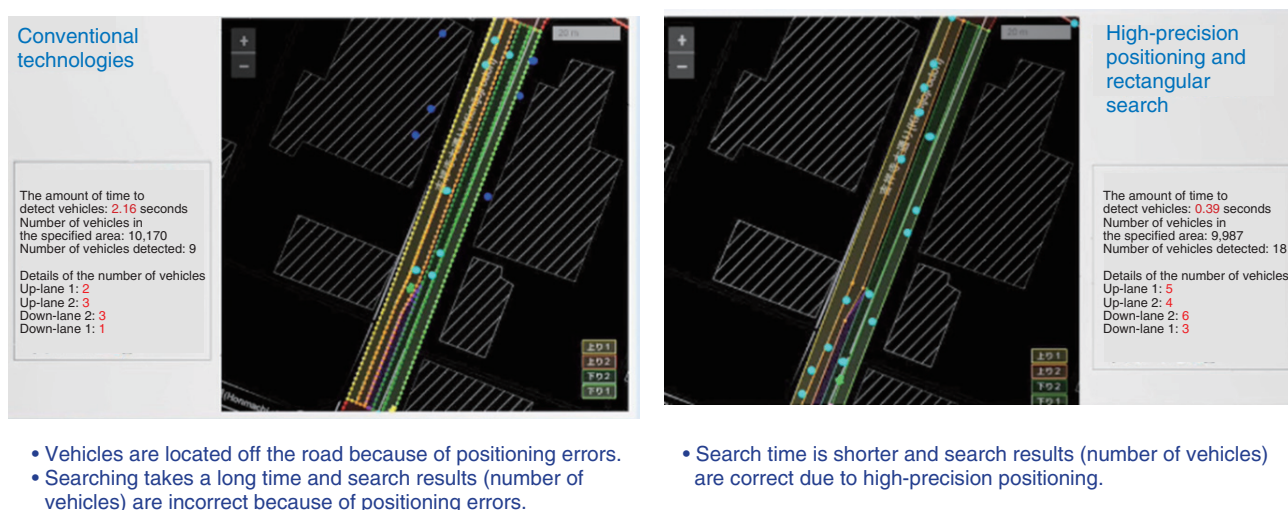 Conventional
technologies
The amount of time to
detect vehicles: 2.16 seconds
Number of vehicles in
the specified area: 10,170
Number of vehicles detected: 9
Details of the number of vehicles
Up-lane 1: 2
Up-lane 2: 3
Down-lane 2: 3
Down-lane 1: 1
+
−
20 m
上り1
上り2
下り2
下り1
(Honmachi
• Vehicles are located off the road because of positioning errors.
• Searching takes a long time and search results (number of
vehicles) are incorrect because of positioning errors.
+
−
20 m
上り1
上り2
下り2
下り1
High-precision
positioning and
rectangular
search
The amount of time to
detect vehicles: 0.39 seconds
Number of vehicles in
the specified area: 9,987
Number of vehicles detected: 18
Details of the number of vehicles
Up-lane 1: 5
Up-lane 2: 4
Down-lane 2: 6
Down-lane 1: 3
• Search time is shorter and search results (number of vehicles)
are correct due to high-precision positioning.